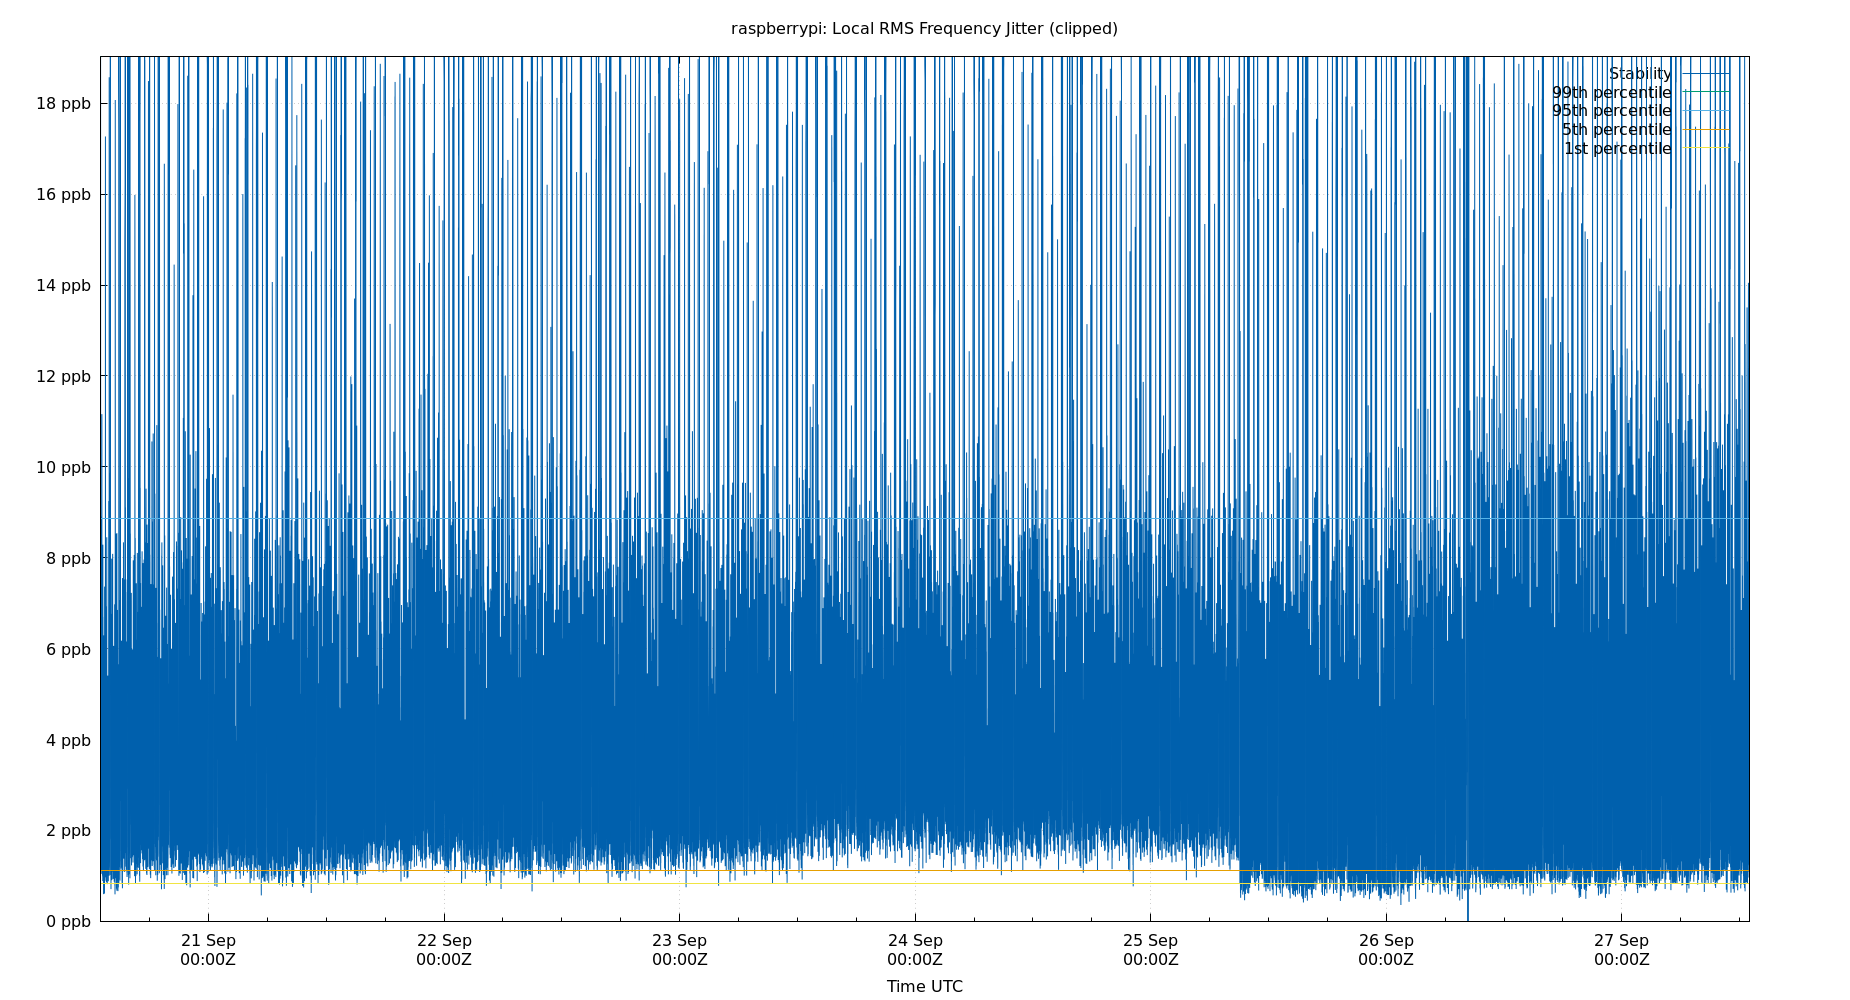 raspberrypi: Local RMS Frequency Jitter (clipped)
Stability
99th percentile
95th percentile
5th percentile
1st percentile
18 ppb
16 ppb
14 ppb
12 ppb
10 ppb
8 ppb
6 ppb
4 ppb
2 ppb
0 ppb
21 Sep
00:00Z
22 Sep
00:00Z
23 Sep
00:00Z
24 Sep
00:00Z
25 Sep
00:00Z
26 Sep
00:00Z
27 Sep
00:00Z
Time UTC